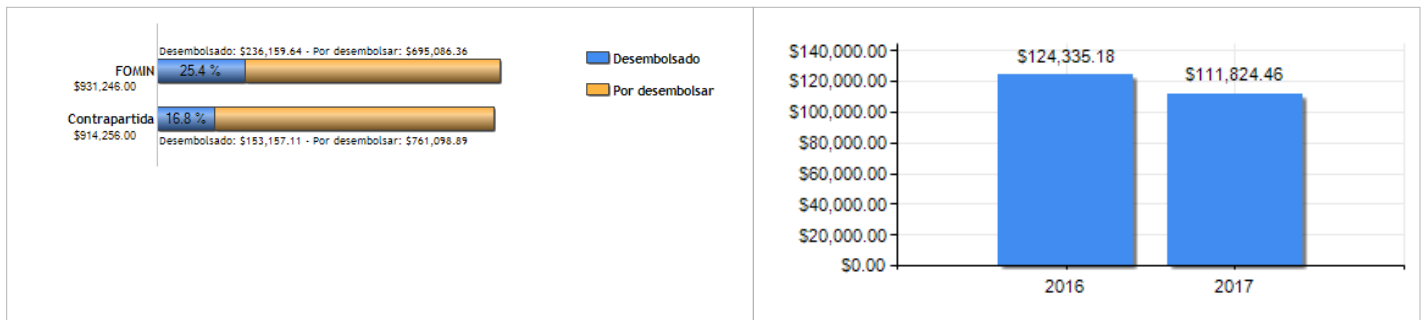 Desembolsado: $236,159.64 - Por desembolsar: $695,086.36
FOMIN
25.4 %
$931,246.00
Contrapartida
16.8 %
$914,256.00
Desembolsado: $153,157.11 - Por desembolsar: $761,098.89
Desembolsado
Por desembolsar
$140,000.00
$120,000.00
$100,000.00
$80,000.00
$60,000.00
$40,000.00
$20,000.00
$0.00
$124,335.18
$111,824.46
2016
2017